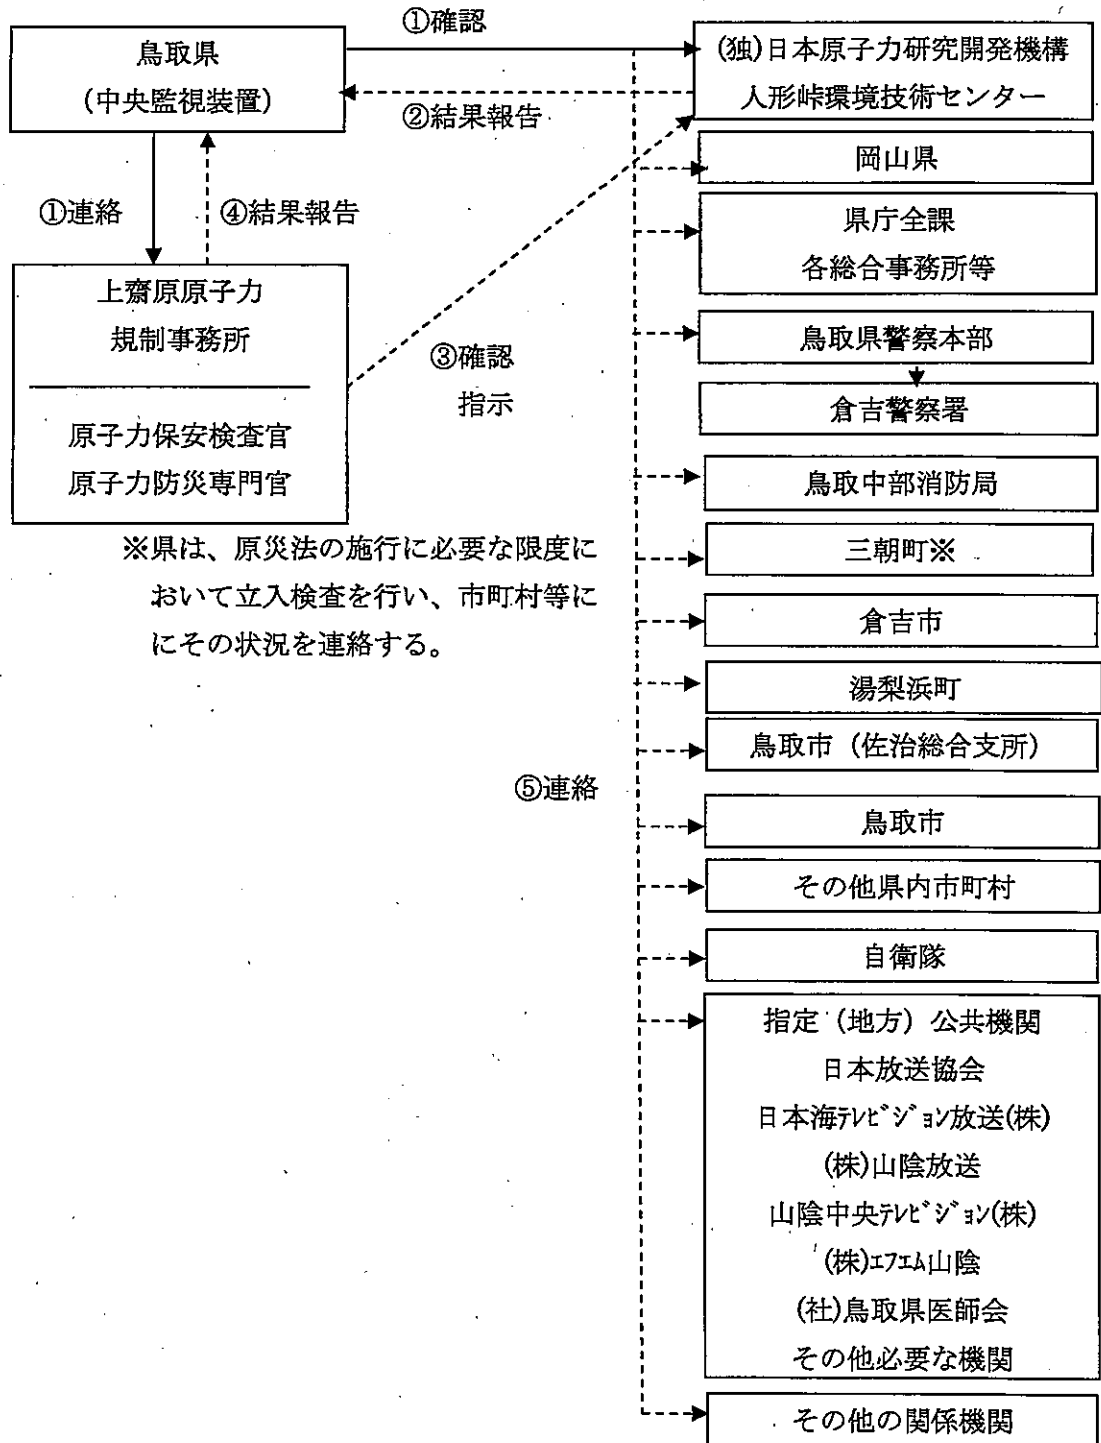 ①確認
鳥取県
(中央監視装置)
(独)日本原子力研究開発機構
人形峠環境技術センター
②結果報告
岡山県
①連絡
④結果報告
県庁全課
各総合事務所等
上齋原原子力
規制事務所
③確認
指示
鳥取県警察本部
倉吉警察署
原子力保安検査官
原子力防災専門官
鳥取中部消防局
※県は、原災法の施行に必要な限度に
おいて立入検査を行い、市町村等に
にその状況を連絡する。
三朝町※
倉吉市
湯梨浜町
鳥取市（佐治総合支所）
⑤連絡
鳥取市
その他県内市町村
自衛隊
指定（地方）公共機関
日本放送協会
日本海ﾃﾚﾋﾞｼﾞｮﾝ放送(株)
(株)山陰放送
山陰中央ﾃﾚﾋﾞｼﾞｮﾝ(株)
(株)ｴﾌｴﾑ山陰
(社)鳥取県医師会
その他必要な機関
その他の関係機関